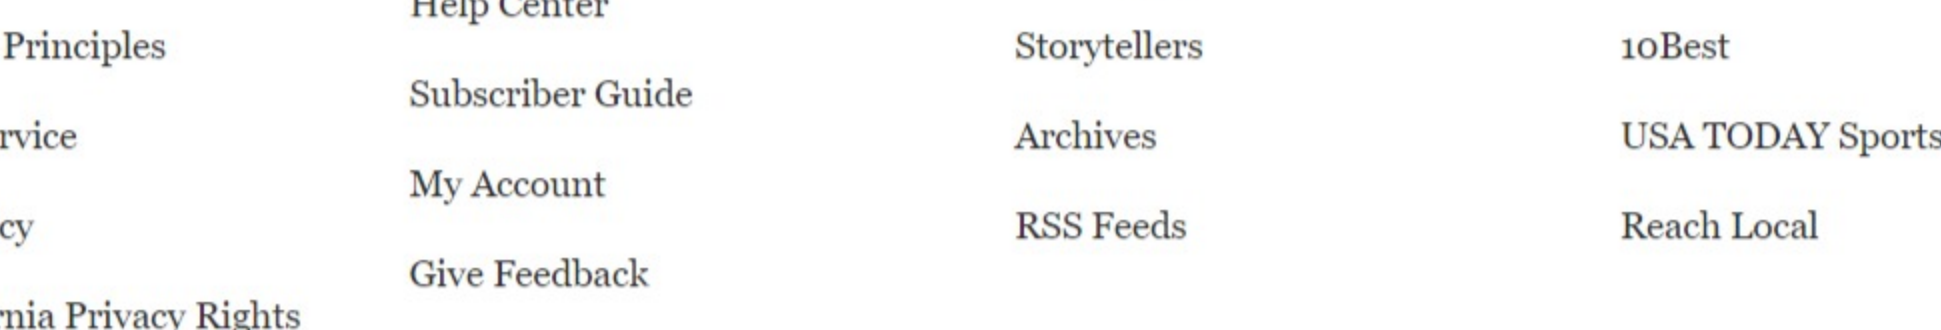 Principles
rvice
cy
rnia Privacy Rights
Help Center
Subscriber Guide
My Account
Give Feedback
Storytellers
Archives
RSS Feeds
10Best
USA TODAY Sports
Reach Local